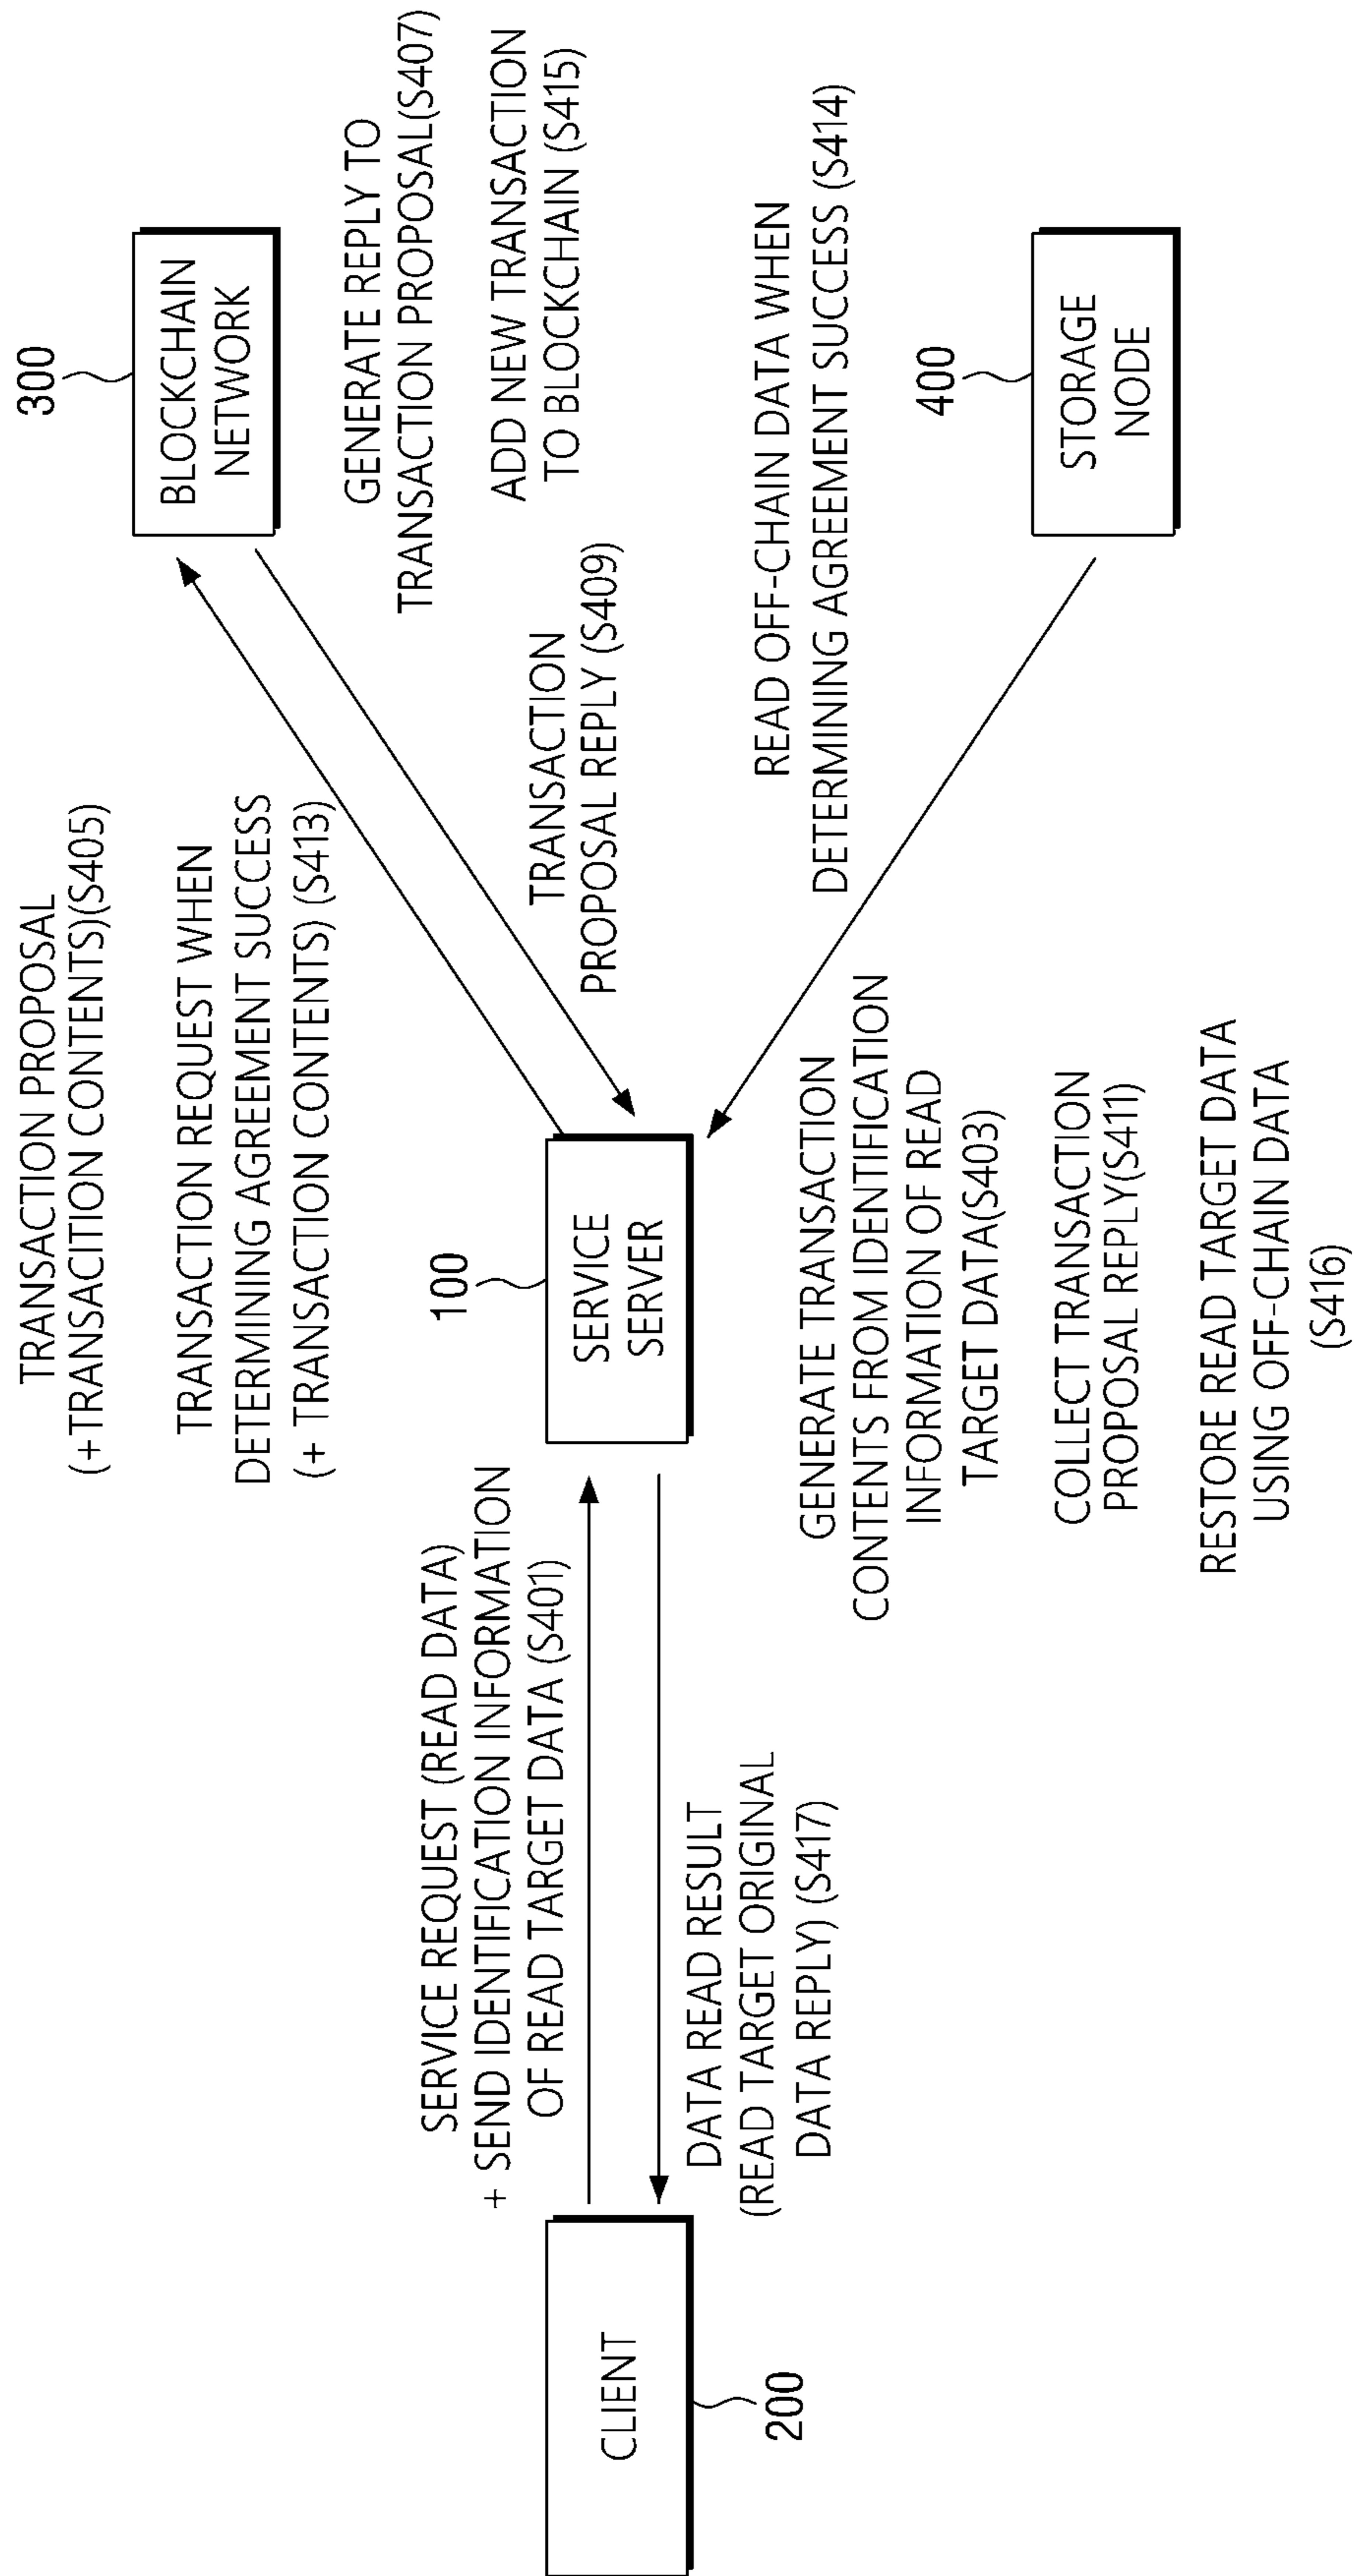 TRANSACTION PROPOSAL
(+TRANSACITION CONTENTS)(S405)
TRANSACTION REQUEST WHEN
DETERMINING AGREEMENT SUCCESS
(+ TRANSACTION CONTENTS) (S413)
300
BLOCKCHAIN
NETWORK
GENERATE REPLY TO
TRANSACTION PROPOSAL(S407)
ADD NEW TRANSACTION
TO BLOCKCHAIN (S415)
SERVICE REQUEST (READ DATA)
+ SEND IDENTIFICATION INFORMATION
OF READ TARGET DATA (S401)
100
SERVICE
SERVER
TRANSACTION
PROPOSAL REPLY (S409)
CLIENT
200
DATA READ RESULT
(READ TARGET ORIGINAL
DATA REPLY) (S417)
READ OFF-CHAIN DATA WHEN
DETERMINING AGREEMENT SUCCESS (S414)
GENERATE TRANSACTION
CONTENTS FROM IDENTIFICATION
INFORMATION OF READ
TARGET DATA(S403)
COLLECT TRANSACTION
PROPOSAL REPLY(S411)
RESTORE READ TARGET DATA
USING OFF-CHAIN DATA
(S416)
400
STORAGE
NODE